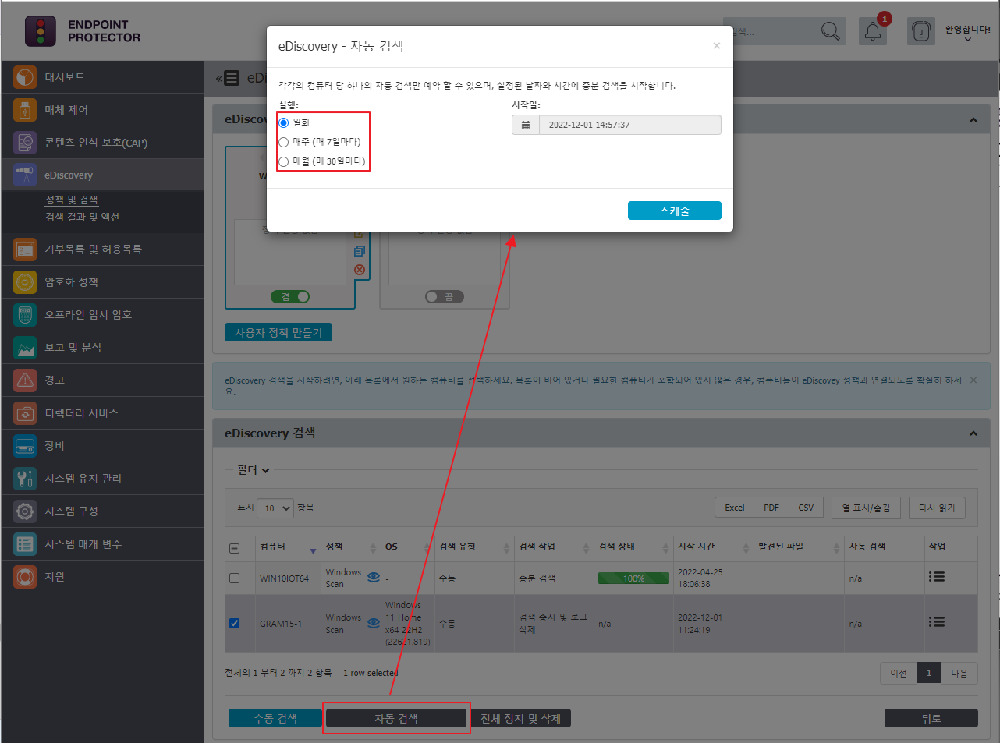 ENDPOINT
PROTECTOR
1
환영합니다!
대시보드
매체 제어
콘텐츠 인식 보호(CAP)
eDiscovery
정책 및 검색
검색 결과 및 액션
거부목록 및 허용목록
암호화 정책
오프라인 임시 암호
보고 및 분석
경고
디렉터리 서비스
장비
시스템 유지 관리
시스템 구성
시스템 매개 변수
지원
eDiscovery - 자동 검색
각각의 컴퓨터 당 하나의 자동 검색만 예약 할 수 있으며, 설정된 날짜와 시간에 증분 검색을 시작합니다.
실행:
일회
매주 (매 7일마다)
매월 (매 30일마다)
시작일:
2022-12-01 14:57:37
스케줄
켬
끔
사용자 정책 만들기
eDiscovery 검색을 시작하려면, 아래 목록에서 원하는 컴퓨터를 선택하세요. 목록이 비어 있거나 필요한 컴퓨터가 포함되어 있지 않은 경우, 컴퓨터들이 eDiscovey 정책과 연결되도록 확실히 하세
요.
eDiscovery 검색
필터
표시 10 항목
Excel PDF CSV 열 표시/숨김 다시 읽기
컴퓨터 정책 OS 검색 유형 검색 작업 검색 상태 시작 시간 발견된 파일 자동 검색 작업
WIN10IOT64 Windows Scan - 수동 증분 검색 100% 2022-04-25 18:06:38 n/a
GRAM15-1 Windows Scan Windows 11 Home x64 22H2 (22621.819) 수동 검색 중지 및 로그 삭제 n/a 2022-12-01 11:24:19 n/a
전체의 1 부터 2 까지 2 항목 1 row selected
이전 1 다음
수동 검색 자동 검색 전체 정지 및 삭제 뒤로